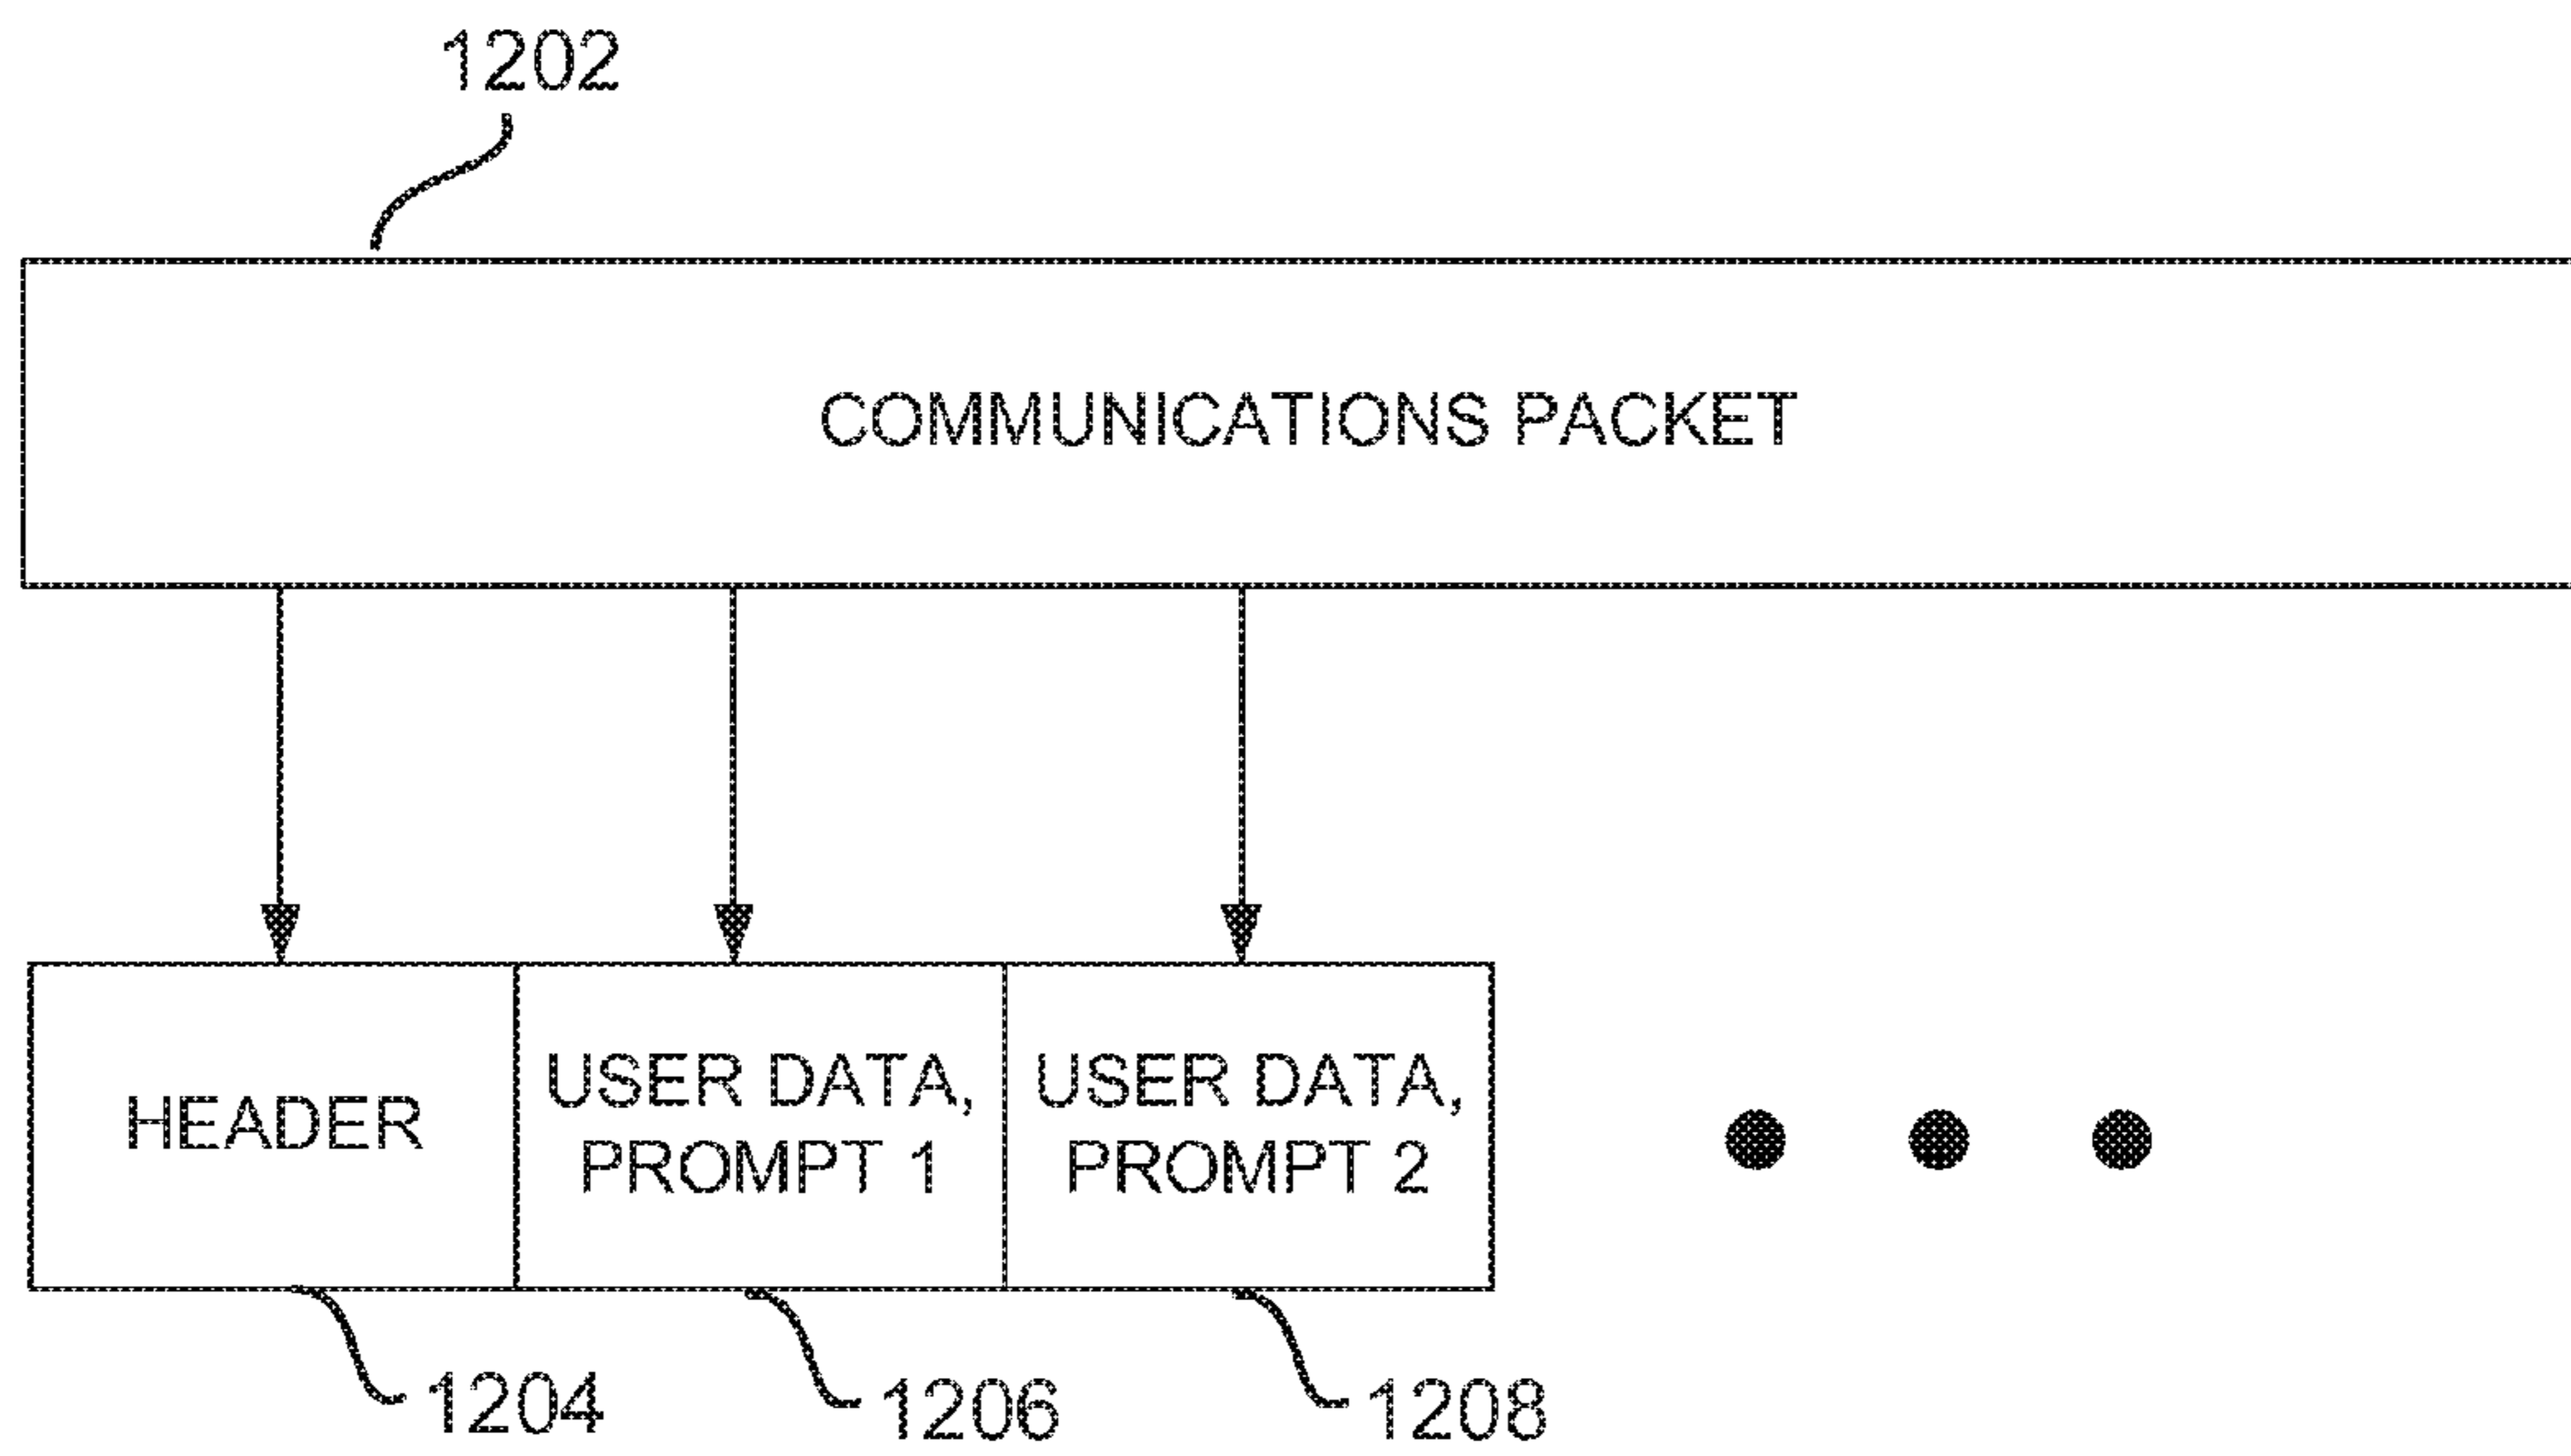 1202
COMMUNICATIONS PACKET
HEADER
USER DATA,
PROMPT 1
USER DATA,
PROMPT 2
1204
1206
1208